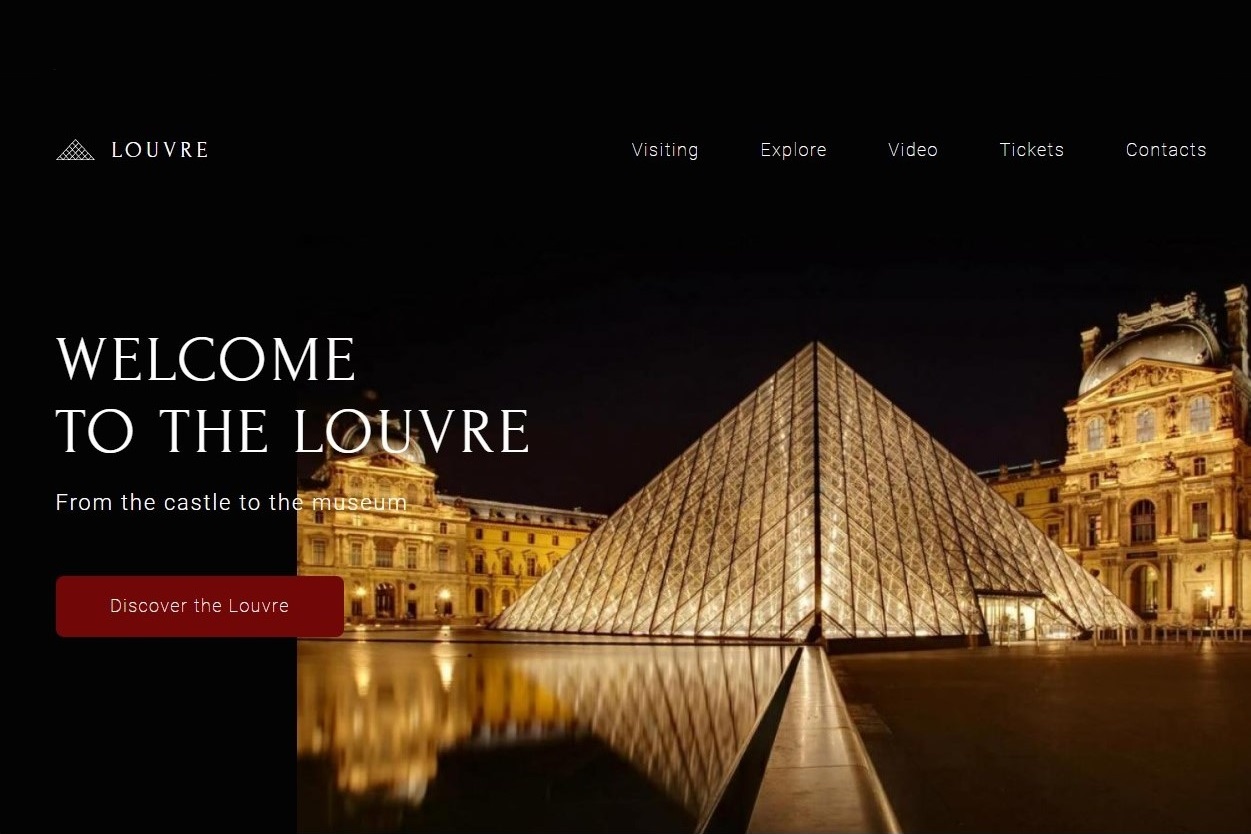 LOUVRE
Visiting Explore Video Tickets Contacts
WELCOME
TO THE LOUVRE
From the castle to the museum
Discover the Louvre